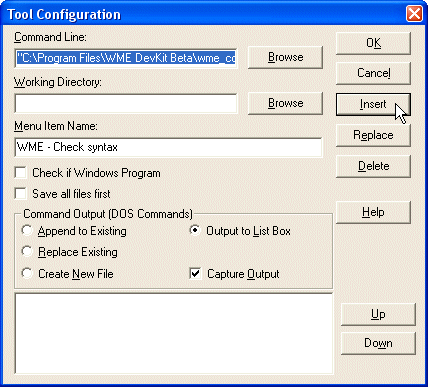 Tool Configuration
Command Line:
"C:\Program Files\WME DevKit Beta\wme_cc
Browse
OK
Cancel
Working Directory:
Browse
Insert
Menu Item Name:
WME - Check syntax
Replace
Check if Windows Program
Delete
Save all files first
Command Output (DOS Commands)
Append to Existing
Output to List Box
Help
Replace Existing
Create New File
Capture Output
Up
Down